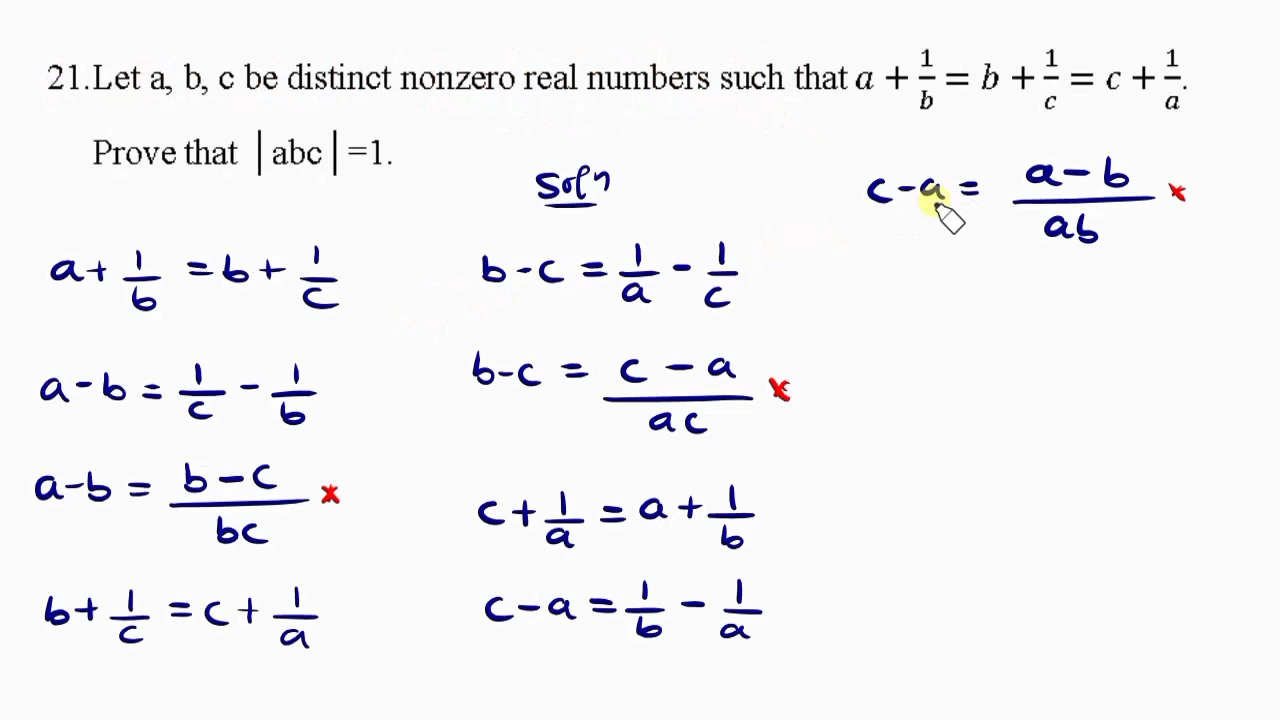 21.Let a, b, c be distinct nonzero real numbers such that a + 1/b = b + 1/c = c + 1/a.
Prove that |abc|=1.
Soln
a + 1/b = b + 1/c
a - b = 1/c - 1/b
a - b = (b - c)/bc ×
b + 1/c = c + 1/a
b - c = 1/a - 1/c
b - c = (c - a)/ac ×
c + 1/a = a + 1/b
c - a = 1/b - 1/a
c - a = (a - b)/ab ×